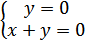 y = 0
x + y = 0